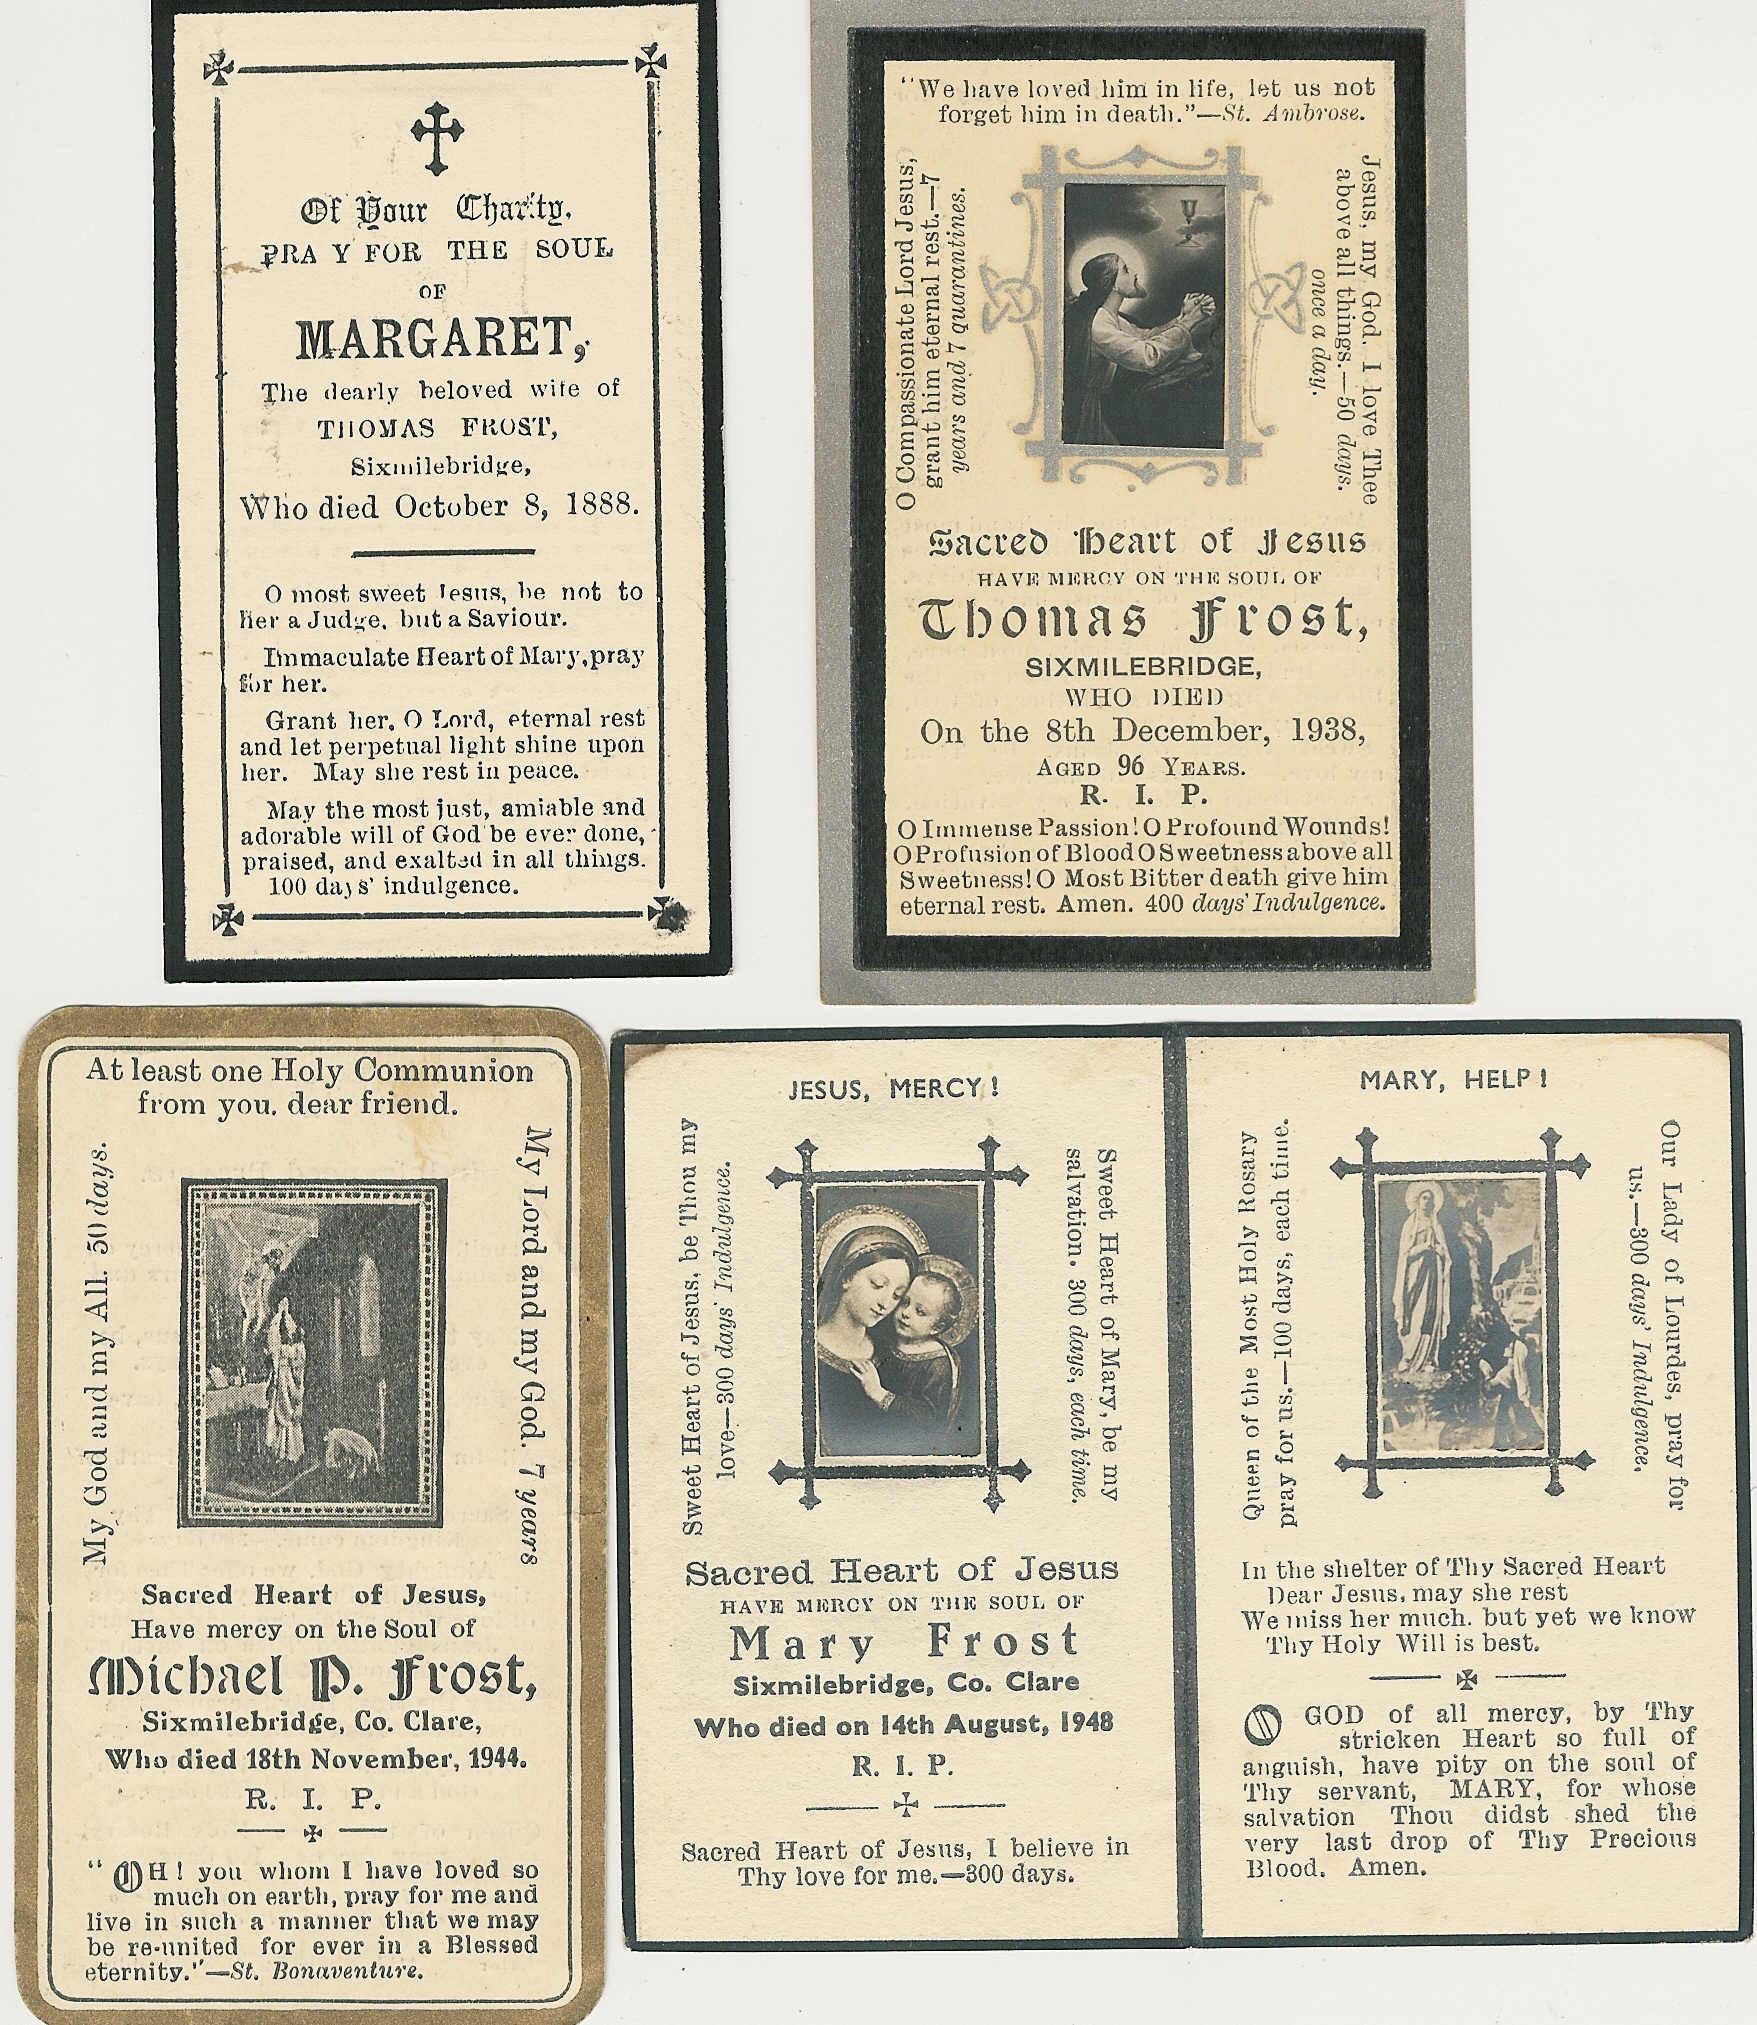 Of Your Charity,
PRAY FOR THE SOUL
OF
MARGARET,
The dearly beloved wife of
THOMAS FROST,
Sixmilebridge,
Who died October 8, 1888.
O most sweet Jesus, be not to
her a Judge, but a Saviour.
Immaculate Heart of Mary, pray
for her.
Grant her, O Lord, eternal rest
and let perpetual light shine upon
her. May she rest in peace.
May the most just, amiable and
adorable will of God be ever done,
praised, and exalted in all things.
100 days' indulgence.
"We have loved him in life, let us not
forget him in death."—St. Ambrose.
O Compassionate Lord Jesus,
grant him eternal rest.—7
years and 7 quarantines.
Jesus, my God, I love Thee
above all things.—50 days.
once a day.
Sacred Heart of Jesus
HAVE MERCY ON THE SOUL OF
Thomas Frost,
SIXMILEBRIDGE,
WHO DIED
On the 8th December, 1938,
AGED 96 YEARS.
R. I. P.
O Immense Passion! O Profound Wounds!
O Profusion of Blood O Sweetness above all
Sweetness! O Most Bitter death give him
eternal rest. Amen. 400 days' Indulgence.
At least one Holy Communion
from you, dear friend.
My God and my All. 50 days.
My Lord and my God. 7 years
Sacred Heart of Jesus,
Have mercy on the Soul of
Michael P. Frost,
Sixmilebridge, Co. Clare,
Who died 18th November, 1944.
R. I. P.
"OH! you whom I have loved so
much on earth, pray for me and
live in such a manner that we may
be re-united for ever in a Blessed
eternity."—St. Bonaventure.
JESUS, MERCY!
Sweet Heart of Jesus, be Thou my
love—300 days' Indulgence.
Sweet Heart of Mary, be my
salvation. 300 days, each time.
Sacred Heart of Jesus
HAVE MERCY ON THE SOUL OF
Mary Frost
Sixmilebridge, Co. Clare
Who died on 14th August, 1948
R. I. P.
Sacred Heart of Jesus, I believe in
Thy love for me.—300 days.
MARY, HELP!
Queen of the Most Holy Rosary
pray for us.—100 days, each time.
Our Lady of Lourdes, pray for
us.—300 days' Indulgence.
In the shelter of Thy Sacred Heart
Dear Jesus, may she rest
We miss her much, but yet we know
Thy Holy Will is best.
O GOD of all mercy, by Thy
stricken Heart so full of
anguish, have pity on the soul of
Thy servant, MARY, for whose
salvation Thou didst shed the
very last drop of Thy Precious
Blood. Amen.